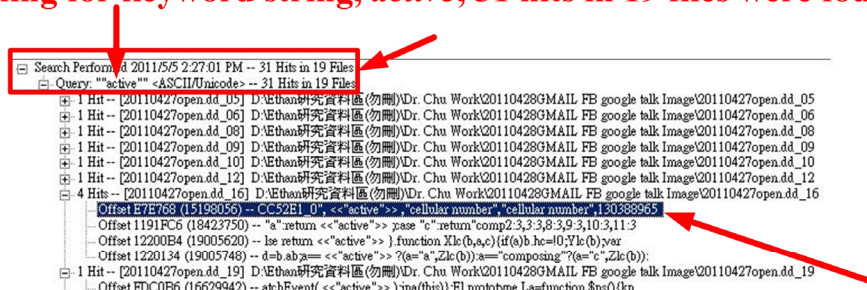 ing for keyword string, active, 31 hits in 19 files were fou
Search Performed 2011/5/5 2:27:01 PM -- 31 Hits in 19 Files
Query: ""active"" <ASCII/Unicode> -- 31 Hits in 19 Files
1 Hit -- [20110427open.dd_05] D:\Ethan研究資料區(勿刪)\Dr. Chu Work\20110428GMAIL FB google talk Image\20110427open.dd_05
1 Hit -- [20110427open.dd_06] D:\Ethan研究資料區(勿刪)\Dr. Chu Work\20110428GMAIL FB google talk Image\20110427open.dd_06
1 Hit -- [20110427open.dd_08] D:\Ethan研究資料區(勿刪)\Dr. Chu Work\20110428GMAIL FB google talk Image\20110427open.dd_08
1 Hit -- [20110427open.dd_09] D:\Ethan研究資料區(勿刪)\Dr. Chu Work\20110428GMAIL FB google talk Image\20110427open.dd_09
1 Hit -- [20110427open.dd_10] D:\Ethan研究資料區(勿刪)\Dr. Chu Work\20110428GMAIL FB google talk Image\20110427open.dd_10
1 Hit -- [20110427open.dd_12] D:\Ethan研究資料區(勿刪)\Dr. Chu Work\20110428GMAIL FB google talk Image\20110427open.dd_12
4 Hits -- [20110427open.dd_16] D:\Ethan研究資料區(勿刪)\Dr. Chu Work\20110428GMAIL FB google talk Image\20110427open.dd_16
Offset E7E768 (15198056) -- CC52E1_0", <<"active">> ,"cellular number","cellular number",130388965
Offset 1191FC6 (18423750) -- "a":return <<"active">> ;case "c":return"comp2:3,3:3,8:3,9:3,10:3,11:3
Offset 12200B4 (19005620) -- lse return <<"active">> }.function Xlc(b,a,c){if(a)b.hc=!0;Ylc(b);var
Offset 1220134 (19005748) -- d=b.ab;a== <<"active">> ?(a="a",Zlc(b)):a=="composing"?(a="c",Zlc(b)):
1 Hit -- [20110427open.dd_19] D:\Ethan研究資料區(勿刪)\Dr. Chu Work\20110428GMAIL FB google talk Image\20110427open.dd_19
Offset FDC0B6 (16629942) -- atchEvent( <<"active">> );ina(this)};El.prototype.La=function $ns(){kn